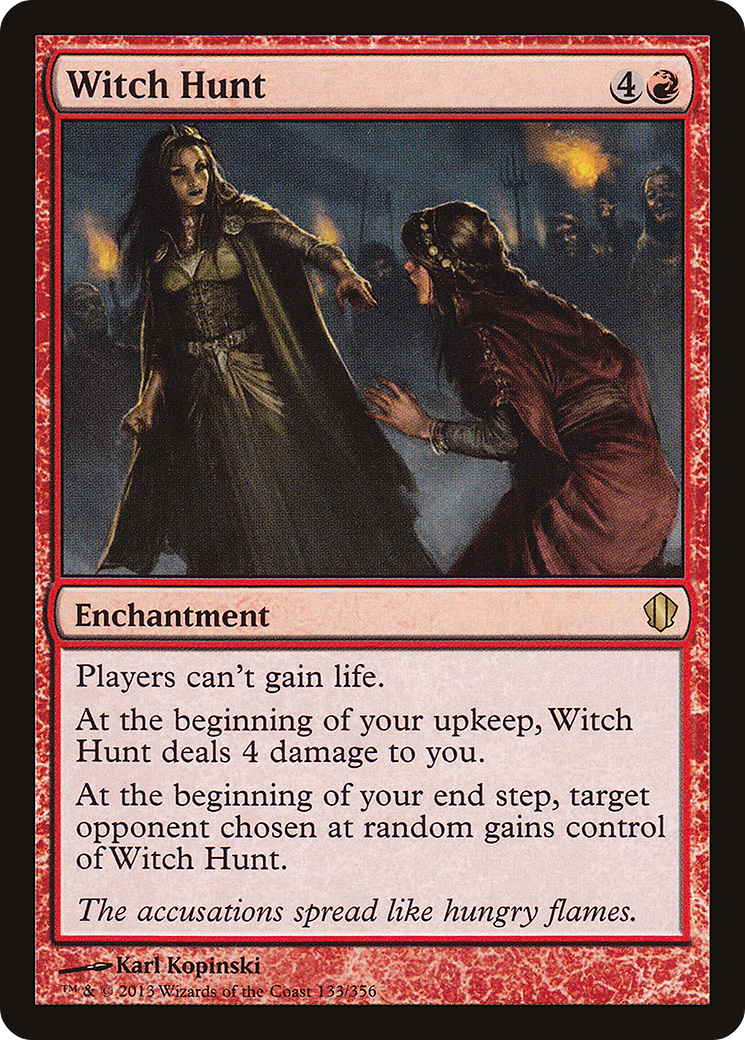 Witch Hunt 4
Enchantment
Players can't gain life.
At the beginning of your upkeep, Witch
Hunt deals 4 damage to you.
At the beginning of your end step, target
opponent chosen at random gains control
of Witch Hunt.
The accusations spread like hungry flames.
Karl Kopinski
™ & © 2013 Wizards of the Coast 133/356